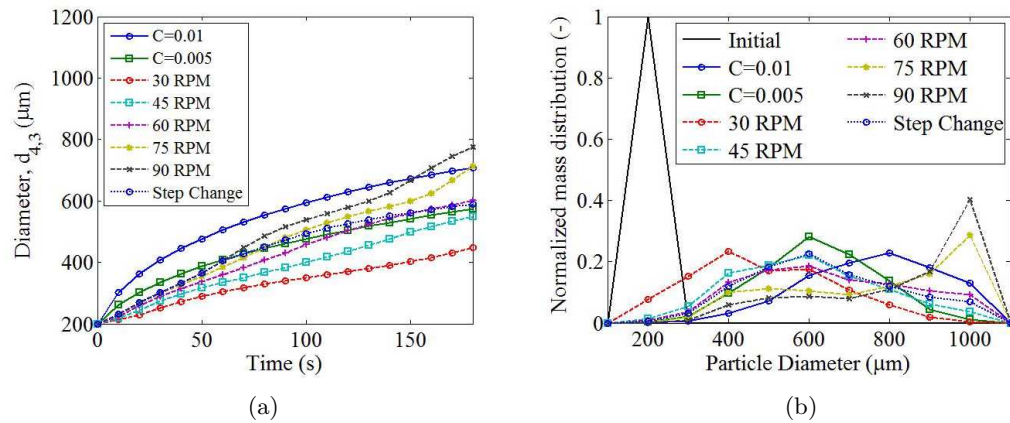 1200
1000
800
600
400
200
0
50
100
150
Time (s)
Diameter, d4,3 (μm)
C=0.01
C=0.005
30 RPM
45 RPM
60 RPM
75 RPM
90 RPM
Step Change
(a)
1
0.8
0.6
0.4
0.2
0
200
400
600
800
1000
Particle Diameter (μm)
Normalized mass distribution (-)
Initial
C=0.01
C=0.005
30 RPM
45 RPM
60 RPM
75 RPM
90 RPM
Step Change
(b)